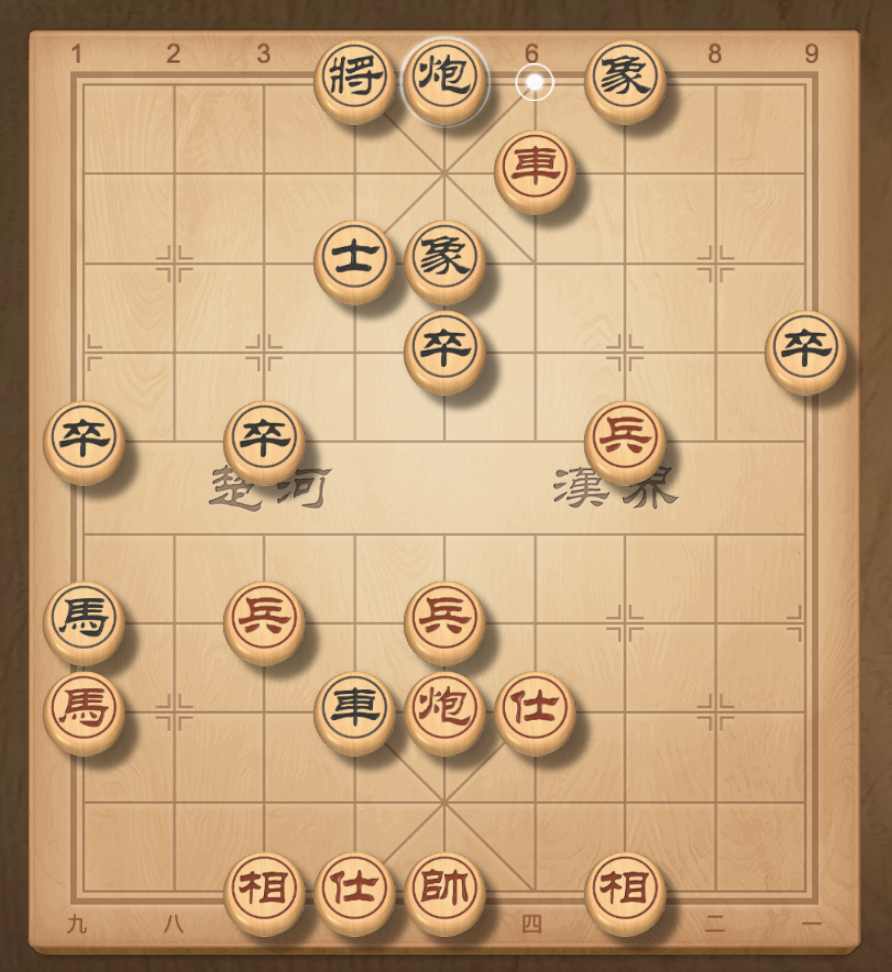 1 2 3 6 8 9
將 炮 象
車
士 象
卒 卒
卒 卒 兵
楚河 漢界
馬 兵 兵
馬 車 炮 仕
相 仕 帥 相
九 八 四 二 一